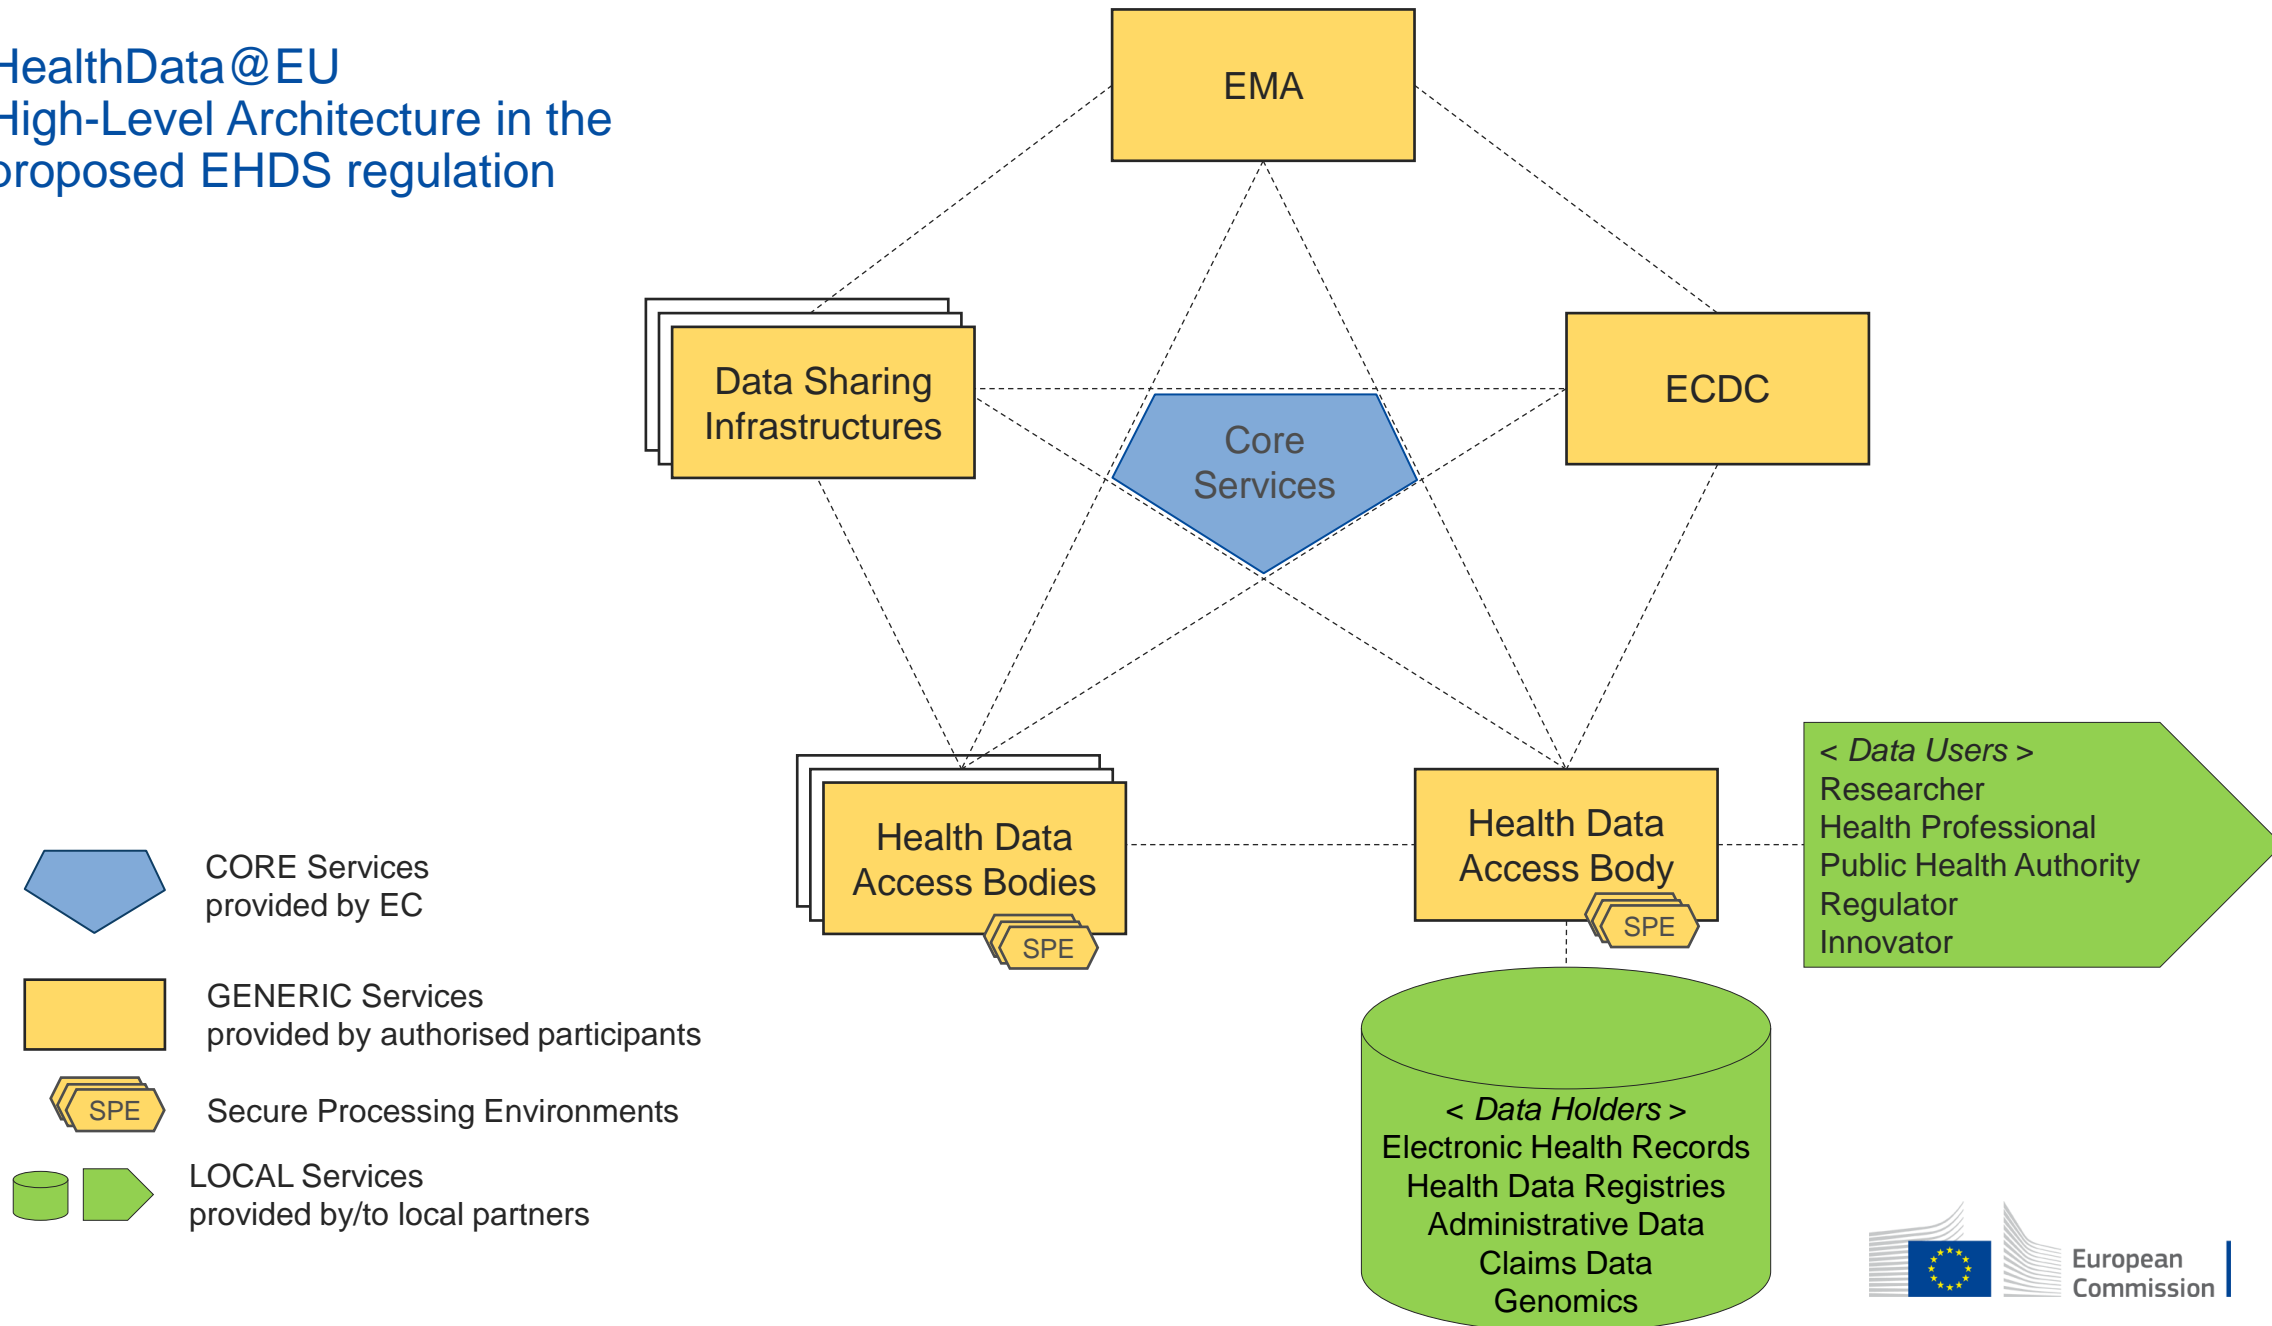 HealthData@EU
High-Level Architecture in the
proposed EHDS regulation
EMA
Data Sharing
Infrastructures
ECDC
Core
Services
Health Data
Access Bodies
SPE
Health Data
Access Body
SPE
< Data Users >
Researcher
Health Professional
Public Health Authority
Regulator
Innovator
CORE Services
provided by EC
GENERIC Services
provided by authorised participants
SPE
Secure Processing Environments
LOCAL Services
provided by/to local partners
< Data Holders >
Electronic Health Records
Health Data Registries
Administrative Data
Claims Data
Genomics
European
Commission